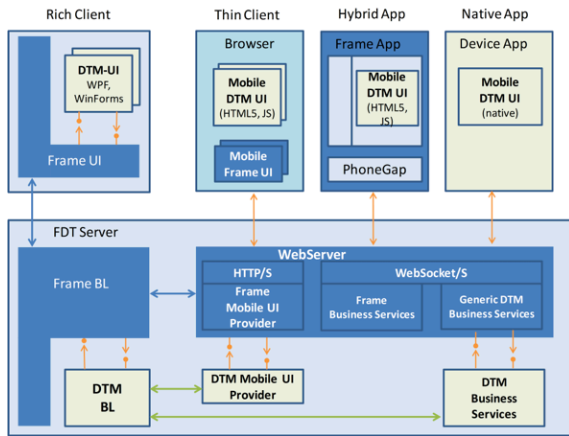 Rich Client
Thin Client
Hybrid App
Native App
DTM-UI
WPF,
WinForms
Frame UI
Browser
Mobile
DTM UI
(HTML5, JS)
Mobile
Frame UI
Frame App
Mobile
DTM UI
(HTML5,
JS)
PhoneGap
Device App
Mobile
DTM UI
(native)
FDT Server
Frame BL
WebServer
HTTP/S
WebSocket/S
Frame
Mobile UI
Provider
Frame
Business Services
Generic DTM
Business Services
DTM
BL
DTM Mobile UI
Provider
DTM
Business
Services